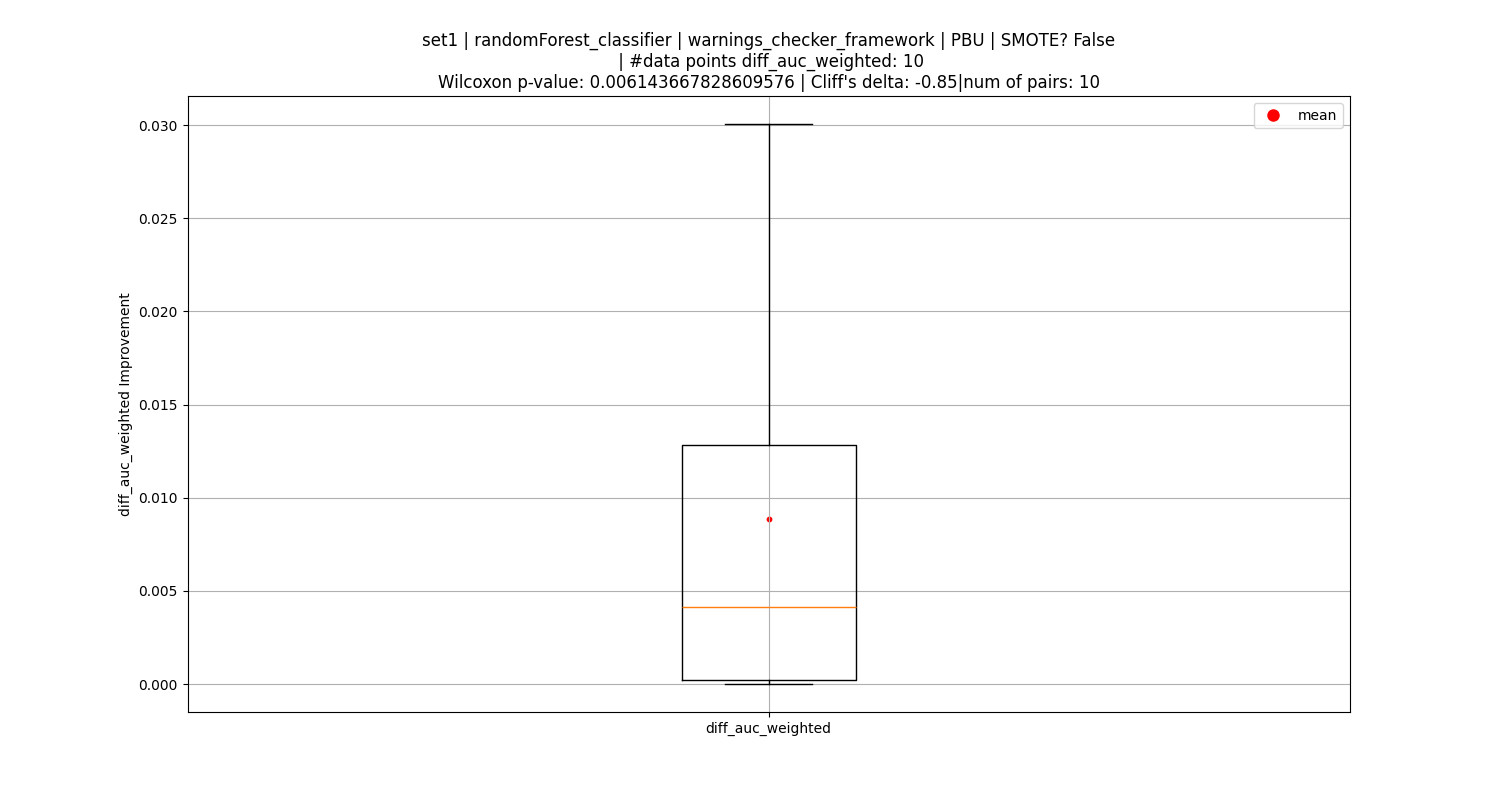 set1 | randomForest_classifier | warnings_checker_framework | PBU | SMOTE? False
| #data points diff_auc_weighted: 10
Wilcoxon p-value: 0.006143667828609576 | Cliff's delta: -0.85|num of pairs: 10
mean
0.030
0.025
0.020
0.015
0.010
0.005
0.000
diff_auc_weighted Improvement
diff_auc_weighted